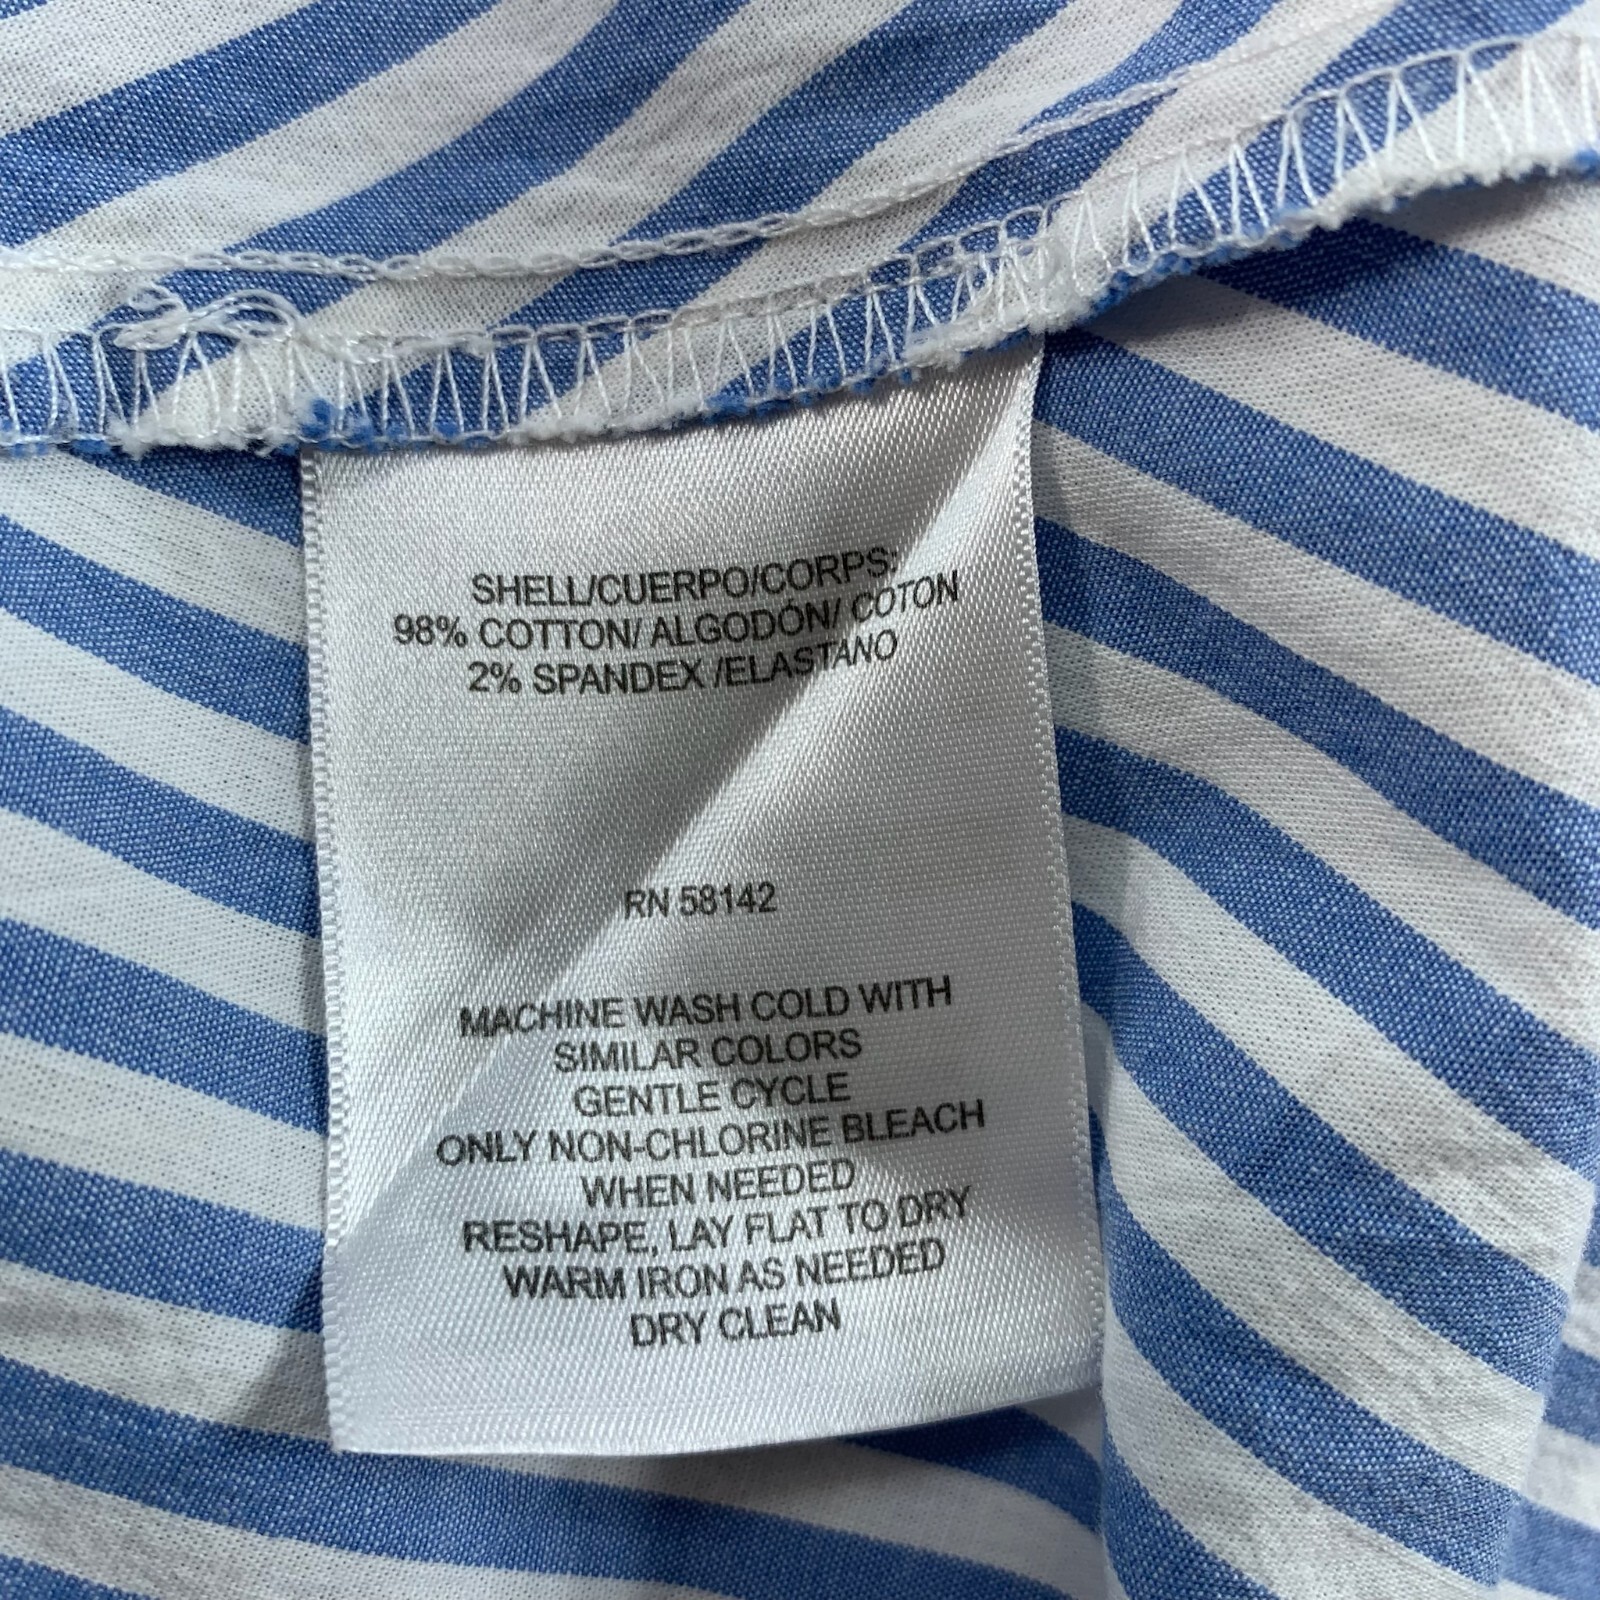 SHELL/CUERPO/CORPS:
98% COTTON/ ALGODÓN/ COTON
2% SPANDEX /ELASTANO
RN 58142
MACHINE WASH COLD WITH
SIMILAR COLORS
GENTLE CYCLE
ONLY NON-CHLORINE BLEACH
WHEN NEEDED
RESHAPE, LAY FLAT TO DRY
WARM IRON AS NEEDED
DRY CLEAN